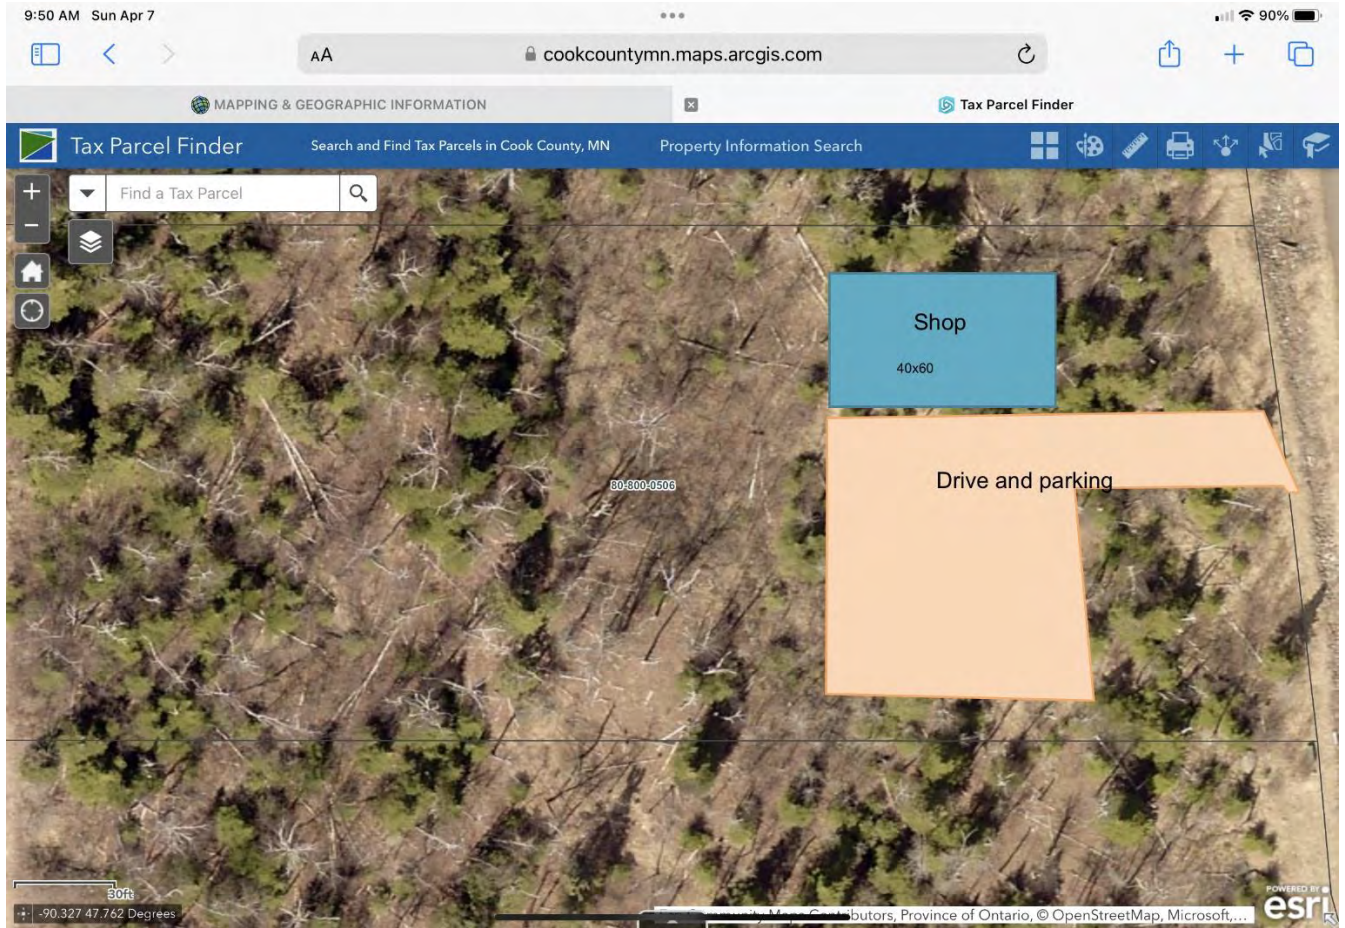 9:50 AM Sun Apr 7
90%
AA
cookcountymn.maps.arcgis.com
MAPPING & GEOGRAPHIC INFORMATION
Tax Parcel Finder
Tax Parcel Finder
Search and Find Tax Parcels in Cook County, MN
Property Information Search
Find a Tax Parcel
Shop
40x60
Drive and parking
80-800-0506
30ft
-90.327 47.762 Degrees
Community Maps Contributors, Province of Ontario, © OpenStreetMap, Microsoft,...
POWERED BY
esri